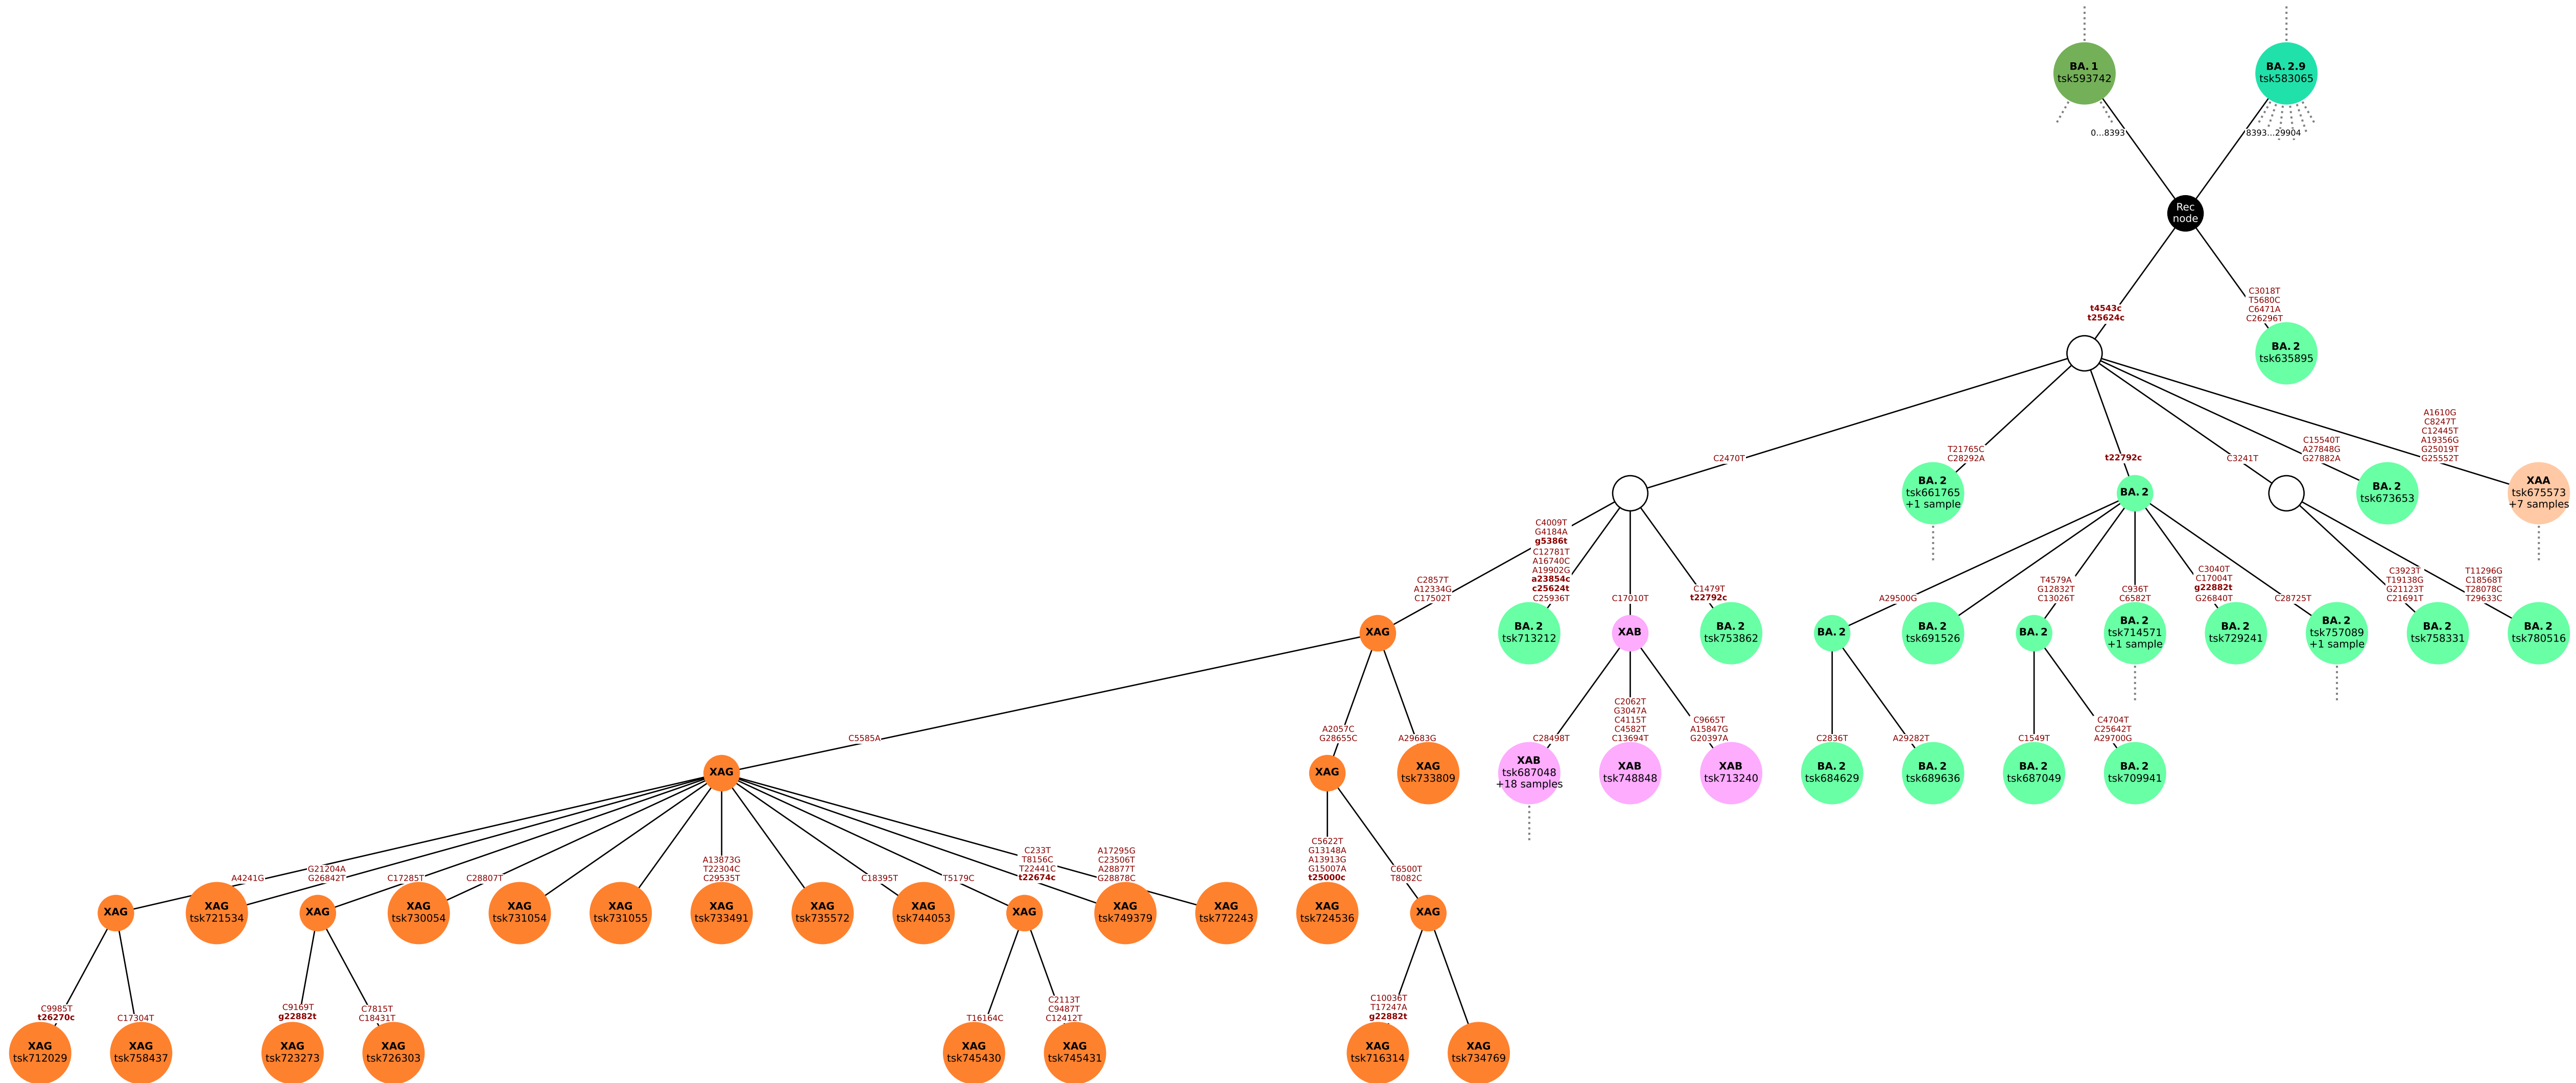 BA.1
tsk593742
BA.2.9
tsk583065
0…8393
8393…29904
Rec
node
t4543c
t25624c
C3018T
T5680C
C6471A
C26296T
BA.2
tsk635895
C2470T
T21765C
C28292A
t22792c
C3241T
C15540T
A27848G
G27882A
A1610G
C8247T
C12445T
A19356G
G25019T
G25552T
BA.2
tsk661765
+1 sample
BA.2
BA.2
tsk673653
XAA
tsk675573
+7 samples
C2857T
A12334G
C17502T
C4009T
G4184A
g5386t
C12781T
A16740C
A19902G
a23854c
c25624t
C25936T
C17010T
C1479T
t22792c
A29500G
T4579A
G12832T
C13026T
C936T
C6582T
C3040T
C17004T
g22882t
G26840T
C28725T
C3923T
T19138G
G21123T
C21691T
T11296G
C18568T
T28078C
T29633C
XAG
BA.2
tsk713212
XAB
BA.2
tsk753862
BA.2
BA.2
tsk691526
BA.2
BA.2
tsk714571
+1 sample
BA.2
tsk729241
BA.2
tsk757089
+1 sample
BA.2
tsk758331
BA.2
tsk780516
C5585A
A2057C
G28655C
A29683G
C28498T
C2062T
G3047A
C4115T
C4582T
C13694T
C9665T
A15847G
G20397A
C2836T
A29282T
C1549T
C4704T
C25642T
A29700G
XAG
XAG
XAG
tsk733809
XAB
tsk687048
+18 samples
XAB
tsk748848
XAB
tsk713240
BA.2
tsk684629
BA.2
tsk689636
BA.2
tsk687049
BA.2
tsk709941
A4241G
G21204A
G26842T
C17285T
C28807T
A13873G
T22304C
C29535T
C18395T
T5179C
C233T
T8156C
T22441C
t22674c
A17295G
C23506T
A28877T
G28878C
C5622T
G13148A
A13913G
G15007A
t25000c
C6500T
T8082C
XAG
XAG
tsk721534
XAG
XAG
tsk730054
XAG
tsk731054
XAG
tsk731055
XAG
tsk733491
XAG
tsk735572
XAG
tsk744053
XAG
XAG
tsk749379
XAG
tsk772243
XAG
tsk724536
XAG
C9985T
t26270c
C17304T
C9169T
g22882t
C7815T
C18431T
T16164C
C2113T
C9487T
C12412T
C10036T
T17247A
g22882t
XAG
tsk712029
XAG
tsk758437
XAG
tsk723273
XAG
tsk726303
XAG
tsk745430
XAG
tsk745431
XAG
tsk716314
XAG
tsk734769